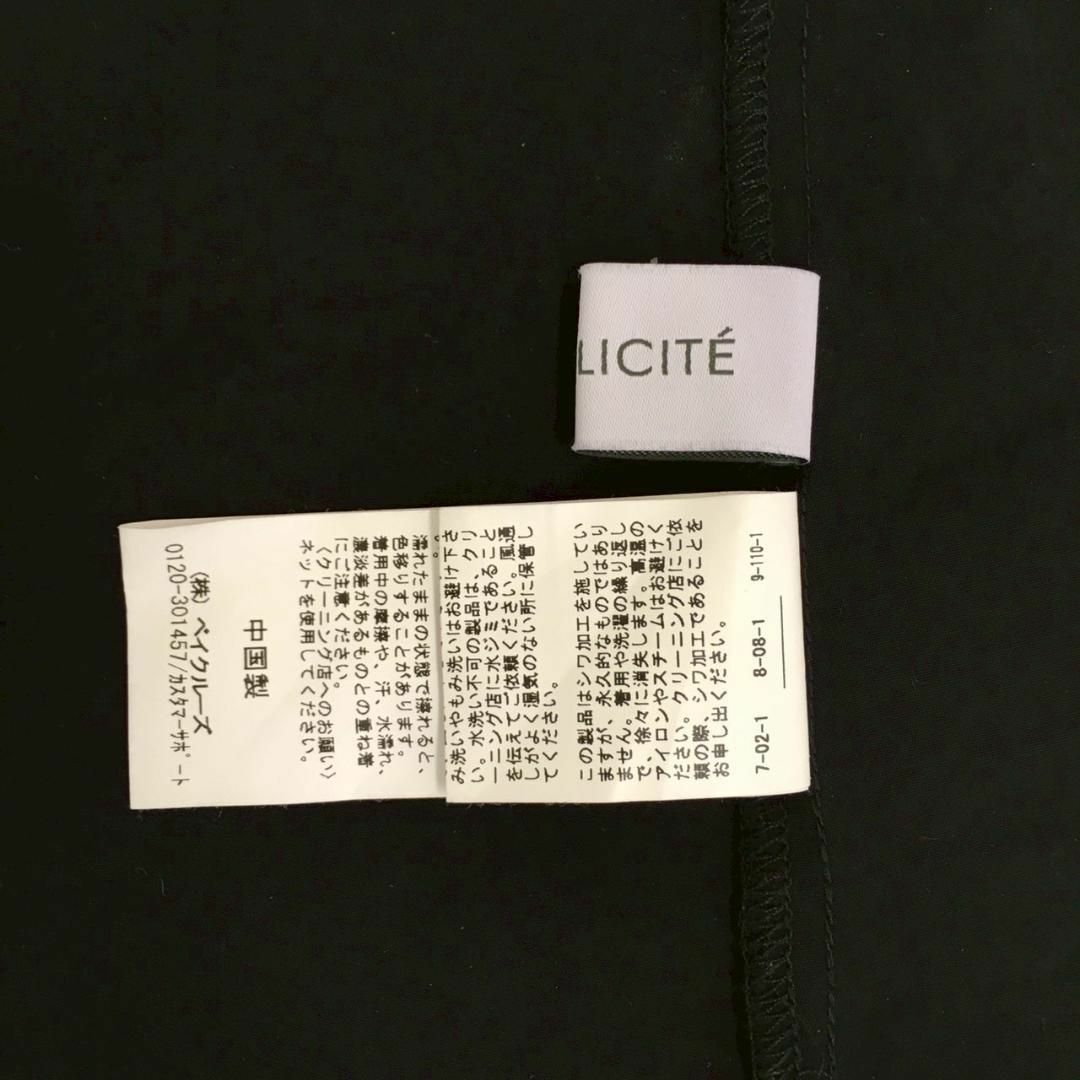 LICITÉ
7-02-1 8-08-1 9-110-1
この製品はシワ加工を施してい
ますが、永久的なものではあり
ません。着用や洗濯の繰り返し
で、徐々に消失します。高温の
アイロンやスチームはお避けく
ださい。クリーニング店にご依
頼の際、シワ加工であることを
お申し出ください。
み洗いやもみ洗いはお避け下さ
い。水洗い不可の製品は、クリ
ーニング店に水ジミであること
を伝えてご依頼ください。風通
しがよく湿気のない所に保管し
てください。
濡れたままの状態で擦れると、
色移りすることがあります。
着用中の摩擦や、汗、水濡れ、
濃淡差があるものとの重ね着
にご注意ください。
〈クリーニング店へのお願い〉
ネットを使用してください。
中国製
(株) ベイクルーズ
0120-301457/カスタマーサポート